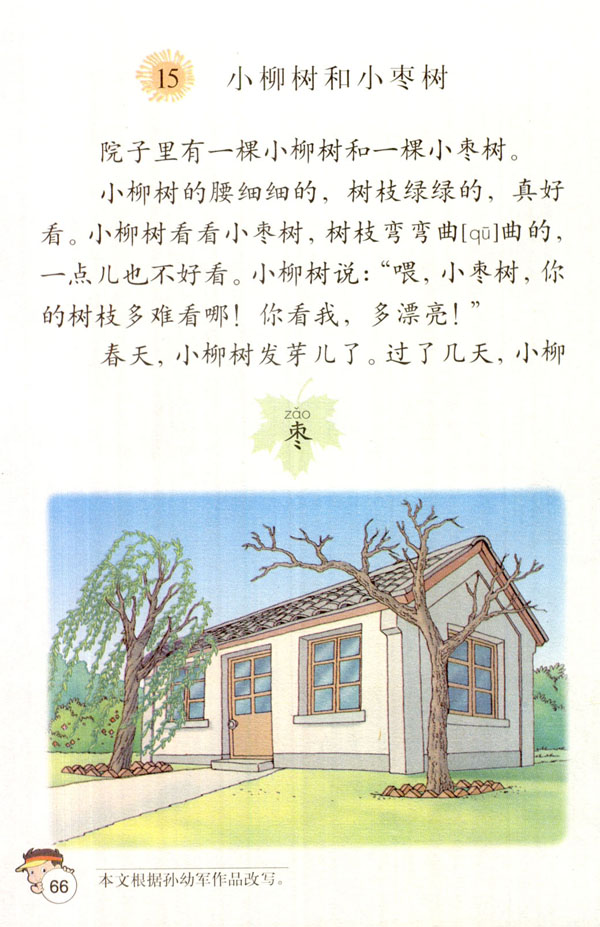 15 小柳树和小枣树
院子里有一棵小柳树和一棵小枣树。
小柳树的腰细细的，树枝绿绿的，真好
看。小柳树看看小枣树，树枝弯弯曲[qū]曲的，
一点儿也不好看。小柳树说：“喂，小枣树，你
的树枝多难看哪！你看我，多漂亮！”
春天，小柳树发芽儿了。过了几天，小柳
zǎo
枣
本文根据孙幼军作品改写。
66